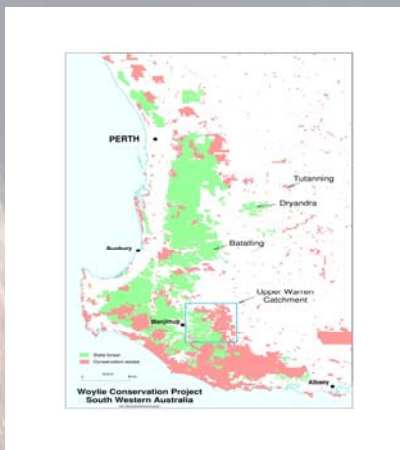 PERTH
Tutanning
Dryandra
Batalling
Bunbury
Upper Warren
Catchment
Manjimup
State forest
Conservation estate
Albany
Woylie Conservation Project
South Western Australia